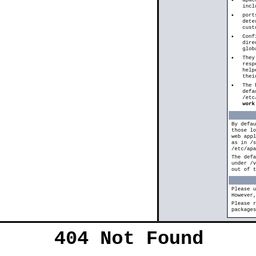 incl
ports
dete
cust
Conf
dire
glob
They
resp
help
thei
The
defa
/etc
work
By defau
those lo
web appl
as in /s
/etc/apa
The defa
under /v
out of t
Please u
However,
Please r
packages
404 Not Found